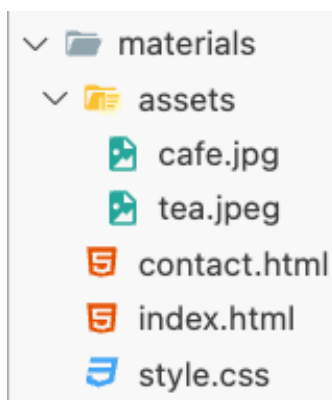 materials
assets
cafe.jpg
tea.jpeg
contact.html
index.html
style.css